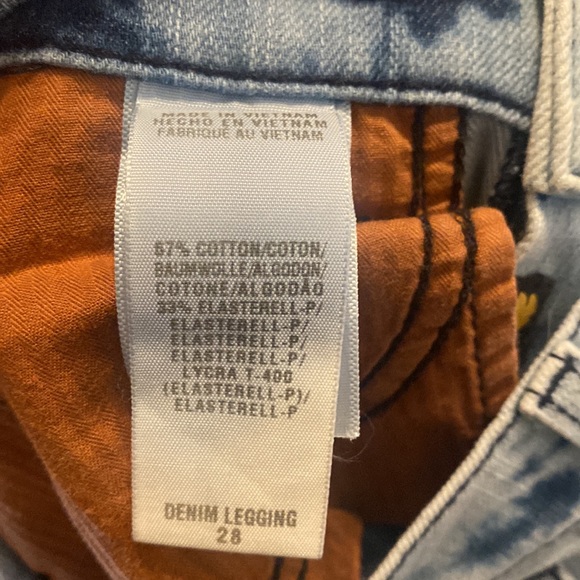 MADE IN VIETNAM
HECHO EN VIETNAM
FABRIQUÉ AU VIETNAM
67% COTTON/COTON/
BAUMWOLLE/ALGODON/
COTONE/ALGODÃO
33% ELASTERELL-P/
ELASTERELL-P/
ELASTERELL-P/
ELASTERELL-P/
LYCRA T-400
(ELASTERELL-P)/
ELASTERELL-P
DENIM LEGGING
28